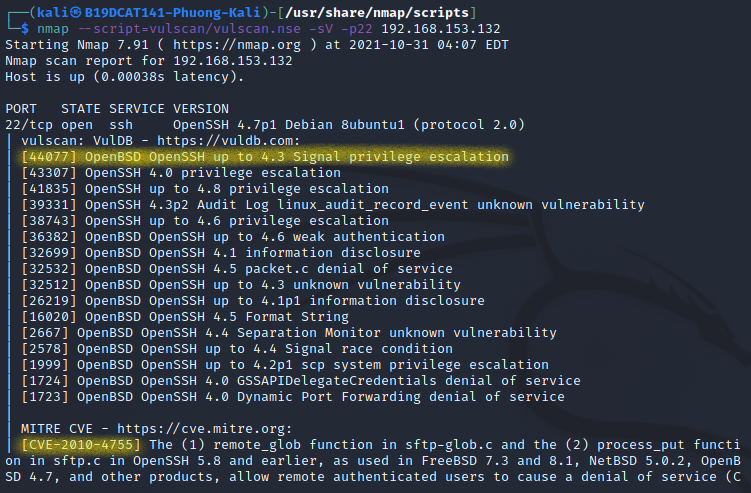 ┌──(kali㉿B19DCAT141-Phuong-Kali)-[/usr/share/nmap/scripts]
└─$ nmap --script=vulscan/vulscan.nse -sV -p22 192.168.153.132
Starting Nmap 7.91 ( https://nmap.org ) at 2021-10-31 04:07 EDT
Nmap scan report for 192.168.153.132
Host is up (0.00038s latency).

PORT   STATE SERVICE VERSION
22/tcp open  ssh     OpenSSH 4.7p1 Debian 8ubuntu1 (protocol 2.0)
| vulscan: VulDB - https://vuldb.com:
| [44077] OpenBSD OpenSSH up to 4.3 Signal privilege escalation
| [43307] OpenSSH 4.0 privilege escalation
| [41835] OpenSSH up to 4.8 privilege escalation
| [39331] OpenSSH 4.3p2 Audit Log linux_audit_record_event unknown vulnerability
| [38743] OpenSSH up to 4.6 privilege escalation
| [36382] OpenBSD OpenSSH up to 4.6 weak authentication
| [32699] OpenBSD OpenSSH 4.1 information disclosure
| [32532] OpenBSD OpenSSH 4.5 packet.c denial of service
| [32512] OpenBSD OpenSSH up to 4.3 unknown vulnerability
| [26219] OpenBSD OpenSSH up to 4.1p1 information disclosure
| [16020] OpenBSD OpenSSH 4.5 Format String
| [2667] OpenBSD OpenSSH 4.4 Separation Monitor unknown vulnerability
| [2578] OpenBSD OpenSSH up to 4.4 Signal race condition
| [1999] OpenBSD OpenSSH up to 4.2p1 scp system privilege escalation
| [1724] OpenBSD OpenSSH 4.0 GSSAPIDelegateCredentials denial of service
| [1723] OpenBSD OpenSSH 4.0 Dynamic Port Forwarding denial of service
|
| MITRE CVE - https://cve.mitre.org:
| [CVE-2010-4755] The (1) remote_glob function in sftp-glob.c and the (2) process_put functi
on in sftp.c in OpenSSH 5.8 and earlier, as used in FreeBSD 7.3 and 8.1, NetBSD 5.0.2, OpenB
SD 4.7, and other products, allow remote authenticated users to cause a denial of service (C